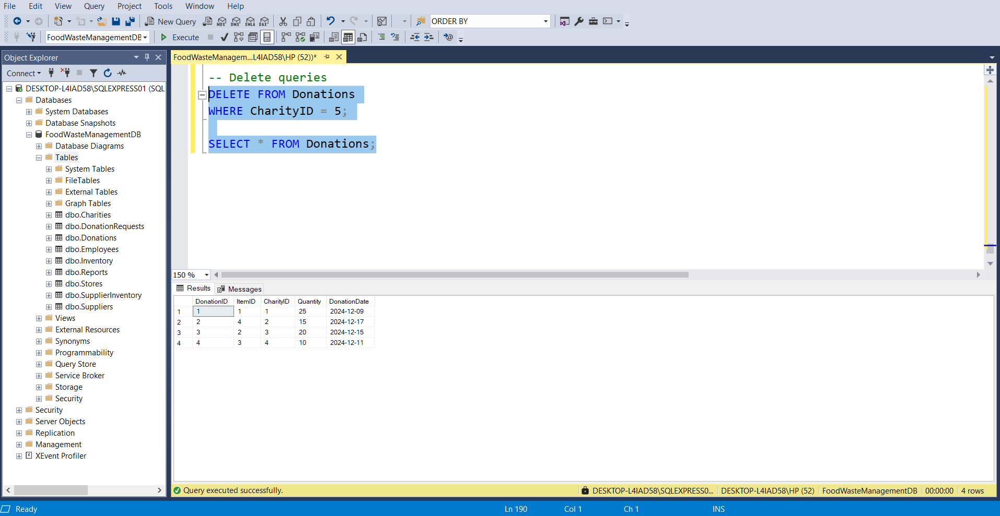 File Edit View Query Project Tools Window Help
New Query MDX DMX XMLA DAX ORDER BY
FoodWasteManagementDB Execute
Object Explorer
FoodWasteManagem...L4IAD58\HP (52))*
Connect
DESKTOP-L4IAD58\SQLEXPRESS01 (SQL
Databases
System Databases
Database Snapshots
FoodWasteManagementDB
Database Diagrams
Tables
System Tables
FileTables
External Tables
Graph Tables
dbo.Charities
dbo.DonationRequests
dbo.Donations
dbo.Employees
dbo.Inventory
dbo.Reports
dbo.Stores
dbo.SupplierInventory
dbo.Suppliers
Views
External Resources
Synonyms
Programmability
Query Store
Service Broker
Storage
Security
Security
Server Objects
Replication
Management
XEvent Profiler
-- Delete queries
DELETE FROM Donations
WHERE CharityID = 5;
SELECT * FROM Donations;
150 %
Results Messages
DonationID ItemID CharityID Quantity DonationDate
1 1 1 1 25 2024-12-09
2 2 4 2 15 2024-12-17
3 3 2 3 20 2024-12-15
4 4 3 4 10 2024-12-11
Query executed successfully. DESKTOP-L4IAD58\SQLEXPRESS0... DESKTOP-L4IAD58\HP (52) FoodWasteManagementDB 00:00:00 4 rows
Ready Ln 190 Col 1 Ch 1 INS